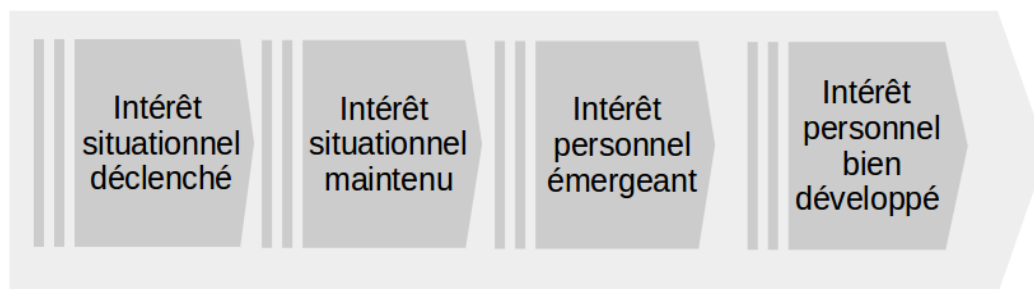 Intérêt
situationnel
déclenché
Intérêt
situationnel
maintenu
Intérêt
personnel
émergeant
Intérêt
personnel
bien
développé